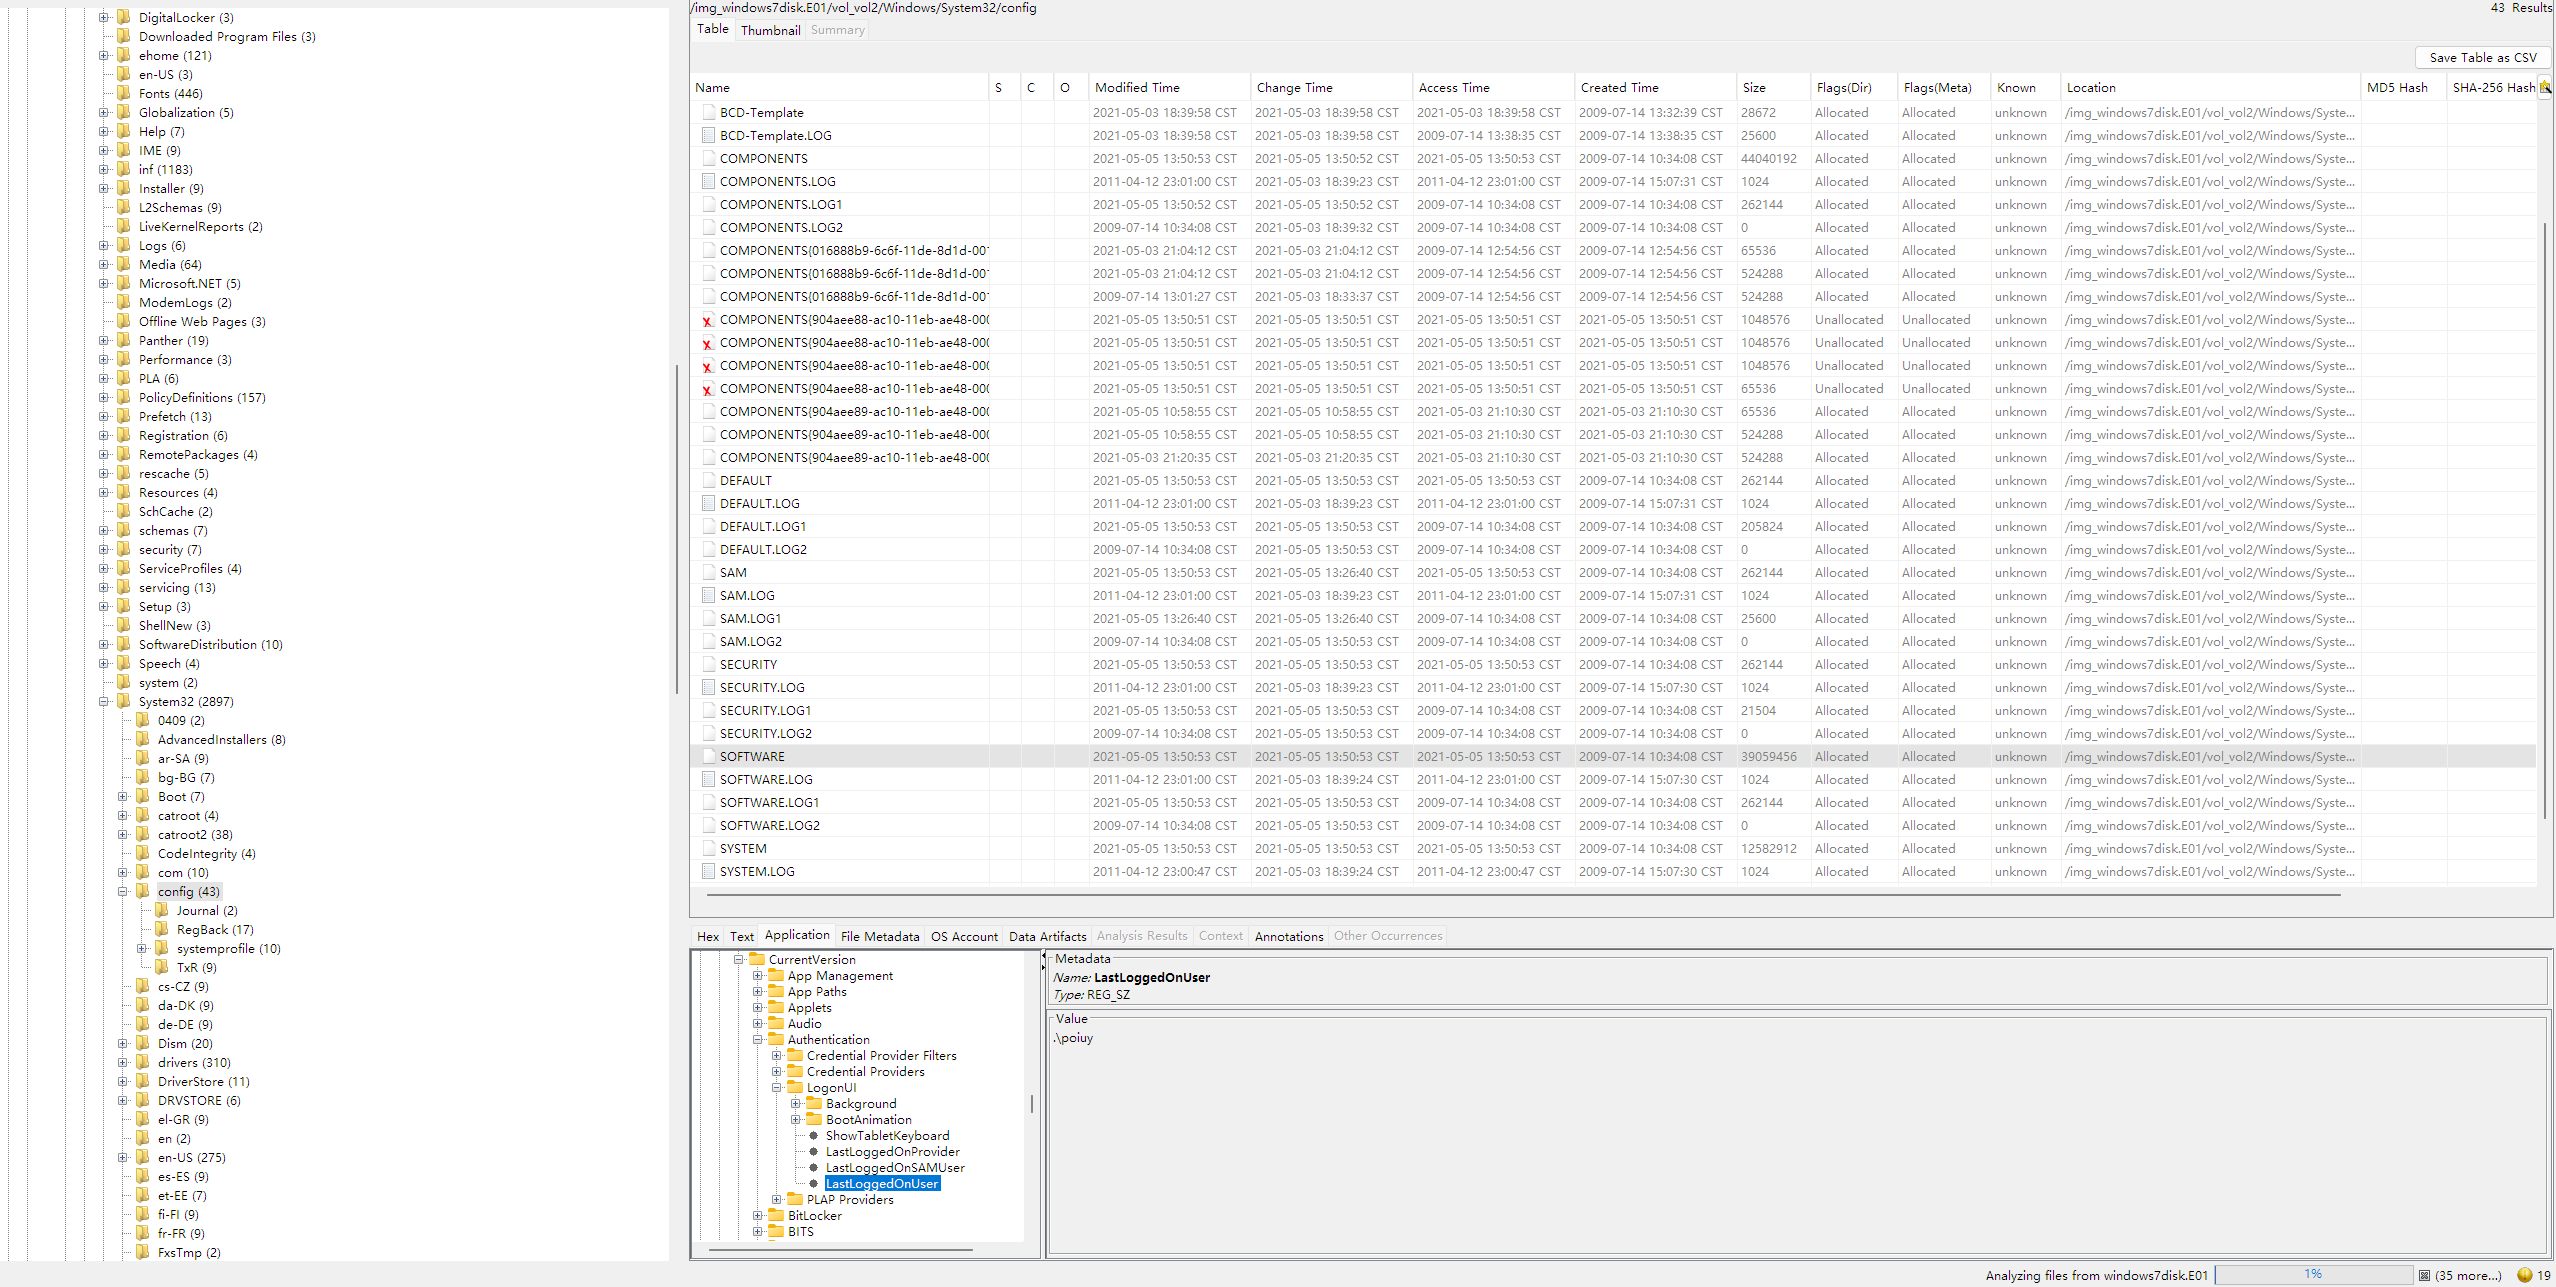 DigitalLocker (3)
Downloaded Program Files (3)
ehome (121)
en-US (3)
Fonts (446)
Globalization (5)
Help (7)
IME (9)
inf (1183)
Installer (9)
L2Schemas (9)
LiveKernelReports (2)
Logs (6)
Media (64)
Microsoft.NET (5)
ModemLogs (2)
Offline Web Pages (3)
Panther (19)
Performance (3)
PLA (6)
PolicyDefinitions (157)
Prefetch (13)
Registration (6)
RemotePackages (4)
rescache (5)
Resources (4)
SchCache (2)
schemas (7)
security (7)
ServiceProfiles (4)
servicing (13)
Setup (3)
ShellNew (3)
SoftwareDistribution (10)
Speech (4)
system (2)
System32 (2897)
0409 (2)
AdvancedInstallers (8)
ar-SA (9)
bg-BG (7)
Boot (7)
catroot (4)
catroot2 (38)
CodeIntegrity (4)
com (10)
config (43)
Journal (2)
RegBack (17)
systemprofile (10)
TxR (9)
cs-CZ (9)
da-DK (9)
de-DE (9)
Dism (20)
drivers (310)
DriverStore (11)
DRVSTORE (6)
el-GR (9)
en (2)
en-US (275)
es-ES (9)
et-EE (7)
fi-FI (9)
fr-FR (9)
FxsTmp (2)
/img_windows7disk.E01/vol_vol2/Windows/System32/config 43 Results
Table Thumbnail Summary
Save Table as CSV
Name S C O Modified Time Change Time Access Time Created Time Size Flags(Dir) Flags(Meta) Known Location MD5 Hash SHA-256 Hash
BCD-Template 2021-05-03 18:39:58 CST 2021-05-03 18:39:58 CST 2021-05-03 18:39:58 CST 2009-07-14 13:32:39 CST 28672 Allocated Allocated unknown /img_windows7disk.E01/vol_vol2/Windows/Syste...
BCD-Template.LOG 2021-05-03 18:39:58 CST 2021-05-03 18:39:58 CST 2009-07-14 13:38:35 CST 2009-07-14 13:38:35 CST 25600 Allocated Allocated unknown /img_windows7disk.E01/vol_vol2/Windows/Syste...
COMPONENTS 2021-05-05 13:50:53 CST 2021-05-05 13:50:52 CST 2021-05-05 13:50:53 CST 2009-07-14 10:34:08 CST 44040192 Allocated Allocated unknown /img_windows7disk.E01/vol_vol2/Windows/Syste...
COMPONENTS.LOG 2011-04-12 23:01:00 CST 2021-05-03 18:39:23 CST 2011-04-12 23:01:00 CST 2009-07-14 15:07:31 CST 1024 Allocated Allocated unknown /img_windows7disk.E01/vol_vol2/Windows/Syste...
COMPONENTS.LOG1 2021-05-05 13:50:52 CST 2021-05-05 13:50:52 CST 2009-07-14 10:34:08 CST 2009-07-14 10:34:08 CST 262144 Allocated Allocated unknown /img_windows7disk.E01/vol_vol2/Windows/Syste...
COMPONENTS.LOG2 2009-07-14 10:34:08 CST 2021-05-03 18:39:32 CST 2009-07-14 10:34:08 CST 2009-07-14 10:34:08 CST 0 Allocated Allocated unknown /img_windows7disk.E01/vol_vol2/Windows/Syste...
COMPONENTS{016888b9-6c6f-11de-8d1d-001 2021-05-03 21:04:12 CST 2021-05-03 21:04:12 CST 2009-07-14 12:54:56 CST 2009-07-14 12:54:56 CST 65536 Allocated Allocated unknown /img_windows7disk.E01/vol_vol2/Windows/Syste...
COMPONENTS{016888b9-6c6f-11de-8d1d-001 2021-05-03 21:04:12 CST 2021-05-03 21:04:12 CST 2009-07-14 12:54:56 CST 2009-07-14 12:54:56 CST 524288 Allocated Allocated unknown /img_windows7disk.E01/vol_vol2/Windows/Syste...
COMPONENTS{016888b9-6c6f-11de-8d1d-001 2009-07-14 13:01:27 CST 2021-05-03 18:33:37 CST 2009-07-14 12:54:56 CST 2009-07-14 12:54:56 CST 524288 Allocated Allocated unknown /img_windows7disk.E01/vol_vol2/Windows/Syste...
COMPONENTS{904aee88-ac10-11eb-ae48-000 2021-05-05 13:50:51 CST 2021-05-05 13:50:51 CST 2021-05-05 13:50:51 CST 2021-05-05 13:50:51 CST 1048576 Unallocated Unallocated unknown /img_windows7disk.E01/vol_vol2/Windows/Syste...
COMPONENTS{904aee88-ac10-11eb-ae48-000 2021-05-05 13:50:51 CST 2021-05-05 13:50:51 CST 2021-05-05 13:50:51 CST 2021-05-05 13:50:51 CST 1048576 Unallocated Unallocated unknown /img_windows7disk.E01/vol_vol2/Windows/Syste...
COMPONENTS{904aee88-ac10-11eb-ae48-000 2021-05-05 13:50:51 CST 2021-05-05 13:50:51 CST 2021-05-05 13:50:51 CST 2021-05-05 13:50:51 CST 1048576 Unallocated Unallocated unknown /img_windows7disk.E01/vol_vol2/Windows/Syste...
COMPONENTS{904aee88-ac10-11eb-ae48-000 2021-05-05 13:50:51 CST 2021-05-05 13:50:51 CST 2021-05-05 13:50:51 CST 2021-05-05 13:50:51 CST 65536 Unallocated Unallocated unknown /img_windows7disk.E01/vol_vol2/Windows/Syste...
COMPONENTS{904aee89-ac10-11eb-ae48-000 2021-05-05 10:58:55 CST 2021-05-05 10:58:55 CST 2021-05-03 21:10:30 CST 2021-05-03 21:10:30 CST 65536 Allocated Allocated unknown /img_windows7disk.E01/vol_vol2/Windows/Syste...
COMPONENTS{904aee89-ac10-11eb-ae48-000 2021-05-05 10:58:55 CST 2021-05-05 10:58:55 CST 2021-05-03 21:10:30 CST 2021-05-03 21:10:30 CST 524288 Allocated Allocated unknown /img_windows7disk.E01/vol_vol2/Windows/Syste...
COMPONENTS{904aee89-ac10-11eb-ae48-000 2021-05-03 21:20:35 CST 2021-05-03 21:20:35 CST 2021-05-03 21:10:30 CST 2021-05-03 21:10:30 CST 524288 Allocated Allocated unknown /img_windows7disk.E01/vol_vol2/Windows/Syste...
DEFAULT 2021-05-05 13:50:53 CST 2021-05-05 13:50:53 CST 2021-05-05 13:50:53 CST 2009-07-14 10:34:08 CST 262144 Allocated Allocated unknown /img_windows7disk.E01/vol_vol2/Windows/Syste...
DEFAULT.LOG 2011-04-12 23:01:00 CST 2021-05-03 18:39:23 CST 2011-04-12 23:01:00 CST 2009-07-14 15:07:31 CST 1024 Allocated Allocated unknown /img_windows7disk.E01/vol_vol2/Windows/Syste...
DEFAULT.LOG1 2021-05-05 13:50:53 CST 2021-05-05 13:50:53 CST 2009-07-14 10:34:08 CST 2009-07-14 10:34:08 CST 205824 Allocated Allocated unknown /img_windows7disk.E01/vol_vol2/Windows/Syste...
DEFAULT.LOG2 2009-07-14 10:34:08 CST 2021-05-05 13:50:53 CST 2009-07-14 10:34:08 CST 2009-07-14 10:34:08 CST 0 Allocated Allocated unknown /img_windows7disk.E01/vol_vol2/Windows/Syste...
SAM 2021-05-05 13:50:53 CST 2021-05-05 13:26:40 CST 2021-05-05 13:50:53 CST 2009-07-14 10:34:08 CST 262144 Allocated Allocated unknown /img_windows7disk.E01/vol_vol2/Windows/Syste...
SAM.LOG 2011-04-12 23:01:00 CST 2021-05-03 18:39:23 CST 2011-04-12 23:01:00 CST 2009-07-14 15:07:31 CST 1024 Allocated Allocated unknown /img_windows7disk.E01/vol_vol2/Windows/Syste...
SAM.LOG1 2021-05-05 13:26:40 CST 2021-05-05 13:26:40 CST 2009-07-14 10:34:08 CST 2009-07-14 10:34:08 CST 25600 Allocated Allocated unknown /img_windows7disk.E01/vol_vol2/Windows/Syste...
SAM.LOG2 2009-07-14 10:34:08 CST 2021-05-05 13:50:53 CST 2009-07-14 10:34:08 CST 2009-07-14 10:34:08 CST 0 Allocated Allocated unknown /img_windows7disk.E01/vol_vol2/Windows/Syste...
SECURITY 2021-05-05 13:50:53 CST 2021-05-05 13:50:53 CST 2021-05-05 13:50:53 CST 2009-07-14 10:34:08 CST 262144 Allocated Allocated unknown /img_windows7disk.E01/vol_vol2/Windows/Syste...
SECURITY.LOG 2011-04-12 23:01:00 CST 2021-05-03 18:39:23 CST 2011-04-12 23:01:00 CST 2009-07-14 15:07:30 CST 1024 Allocated Allocated unknown /img_windows7disk.E01/vol_vol2/Windows/Syste...
SECURITY.LOG1 2021-05-05 13:50:53 CST 2021-05-05 13:50:53 CST 2009-07-14 10:34:08 CST 2009-07-14 10:34:08 CST 21504 Allocated Allocated unknown /img_windows7disk.E01/vol_vol2/Windows/Syste...
SECURITY.LOG2 2009-07-14 10:34:08 CST 2021-05-05 13:50:53 CST 2009-07-14 10:34:08 CST 2009-07-14 10:34:08 CST 0 Allocated Allocated unknown /img_windows7disk.E01/vol_vol2/Windows/Syste...
SOFTWARE 2021-05-05 13:50:53 CST 2021-05-05 13:50:53 CST 2021-05-05 13:50:53 CST 2009-07-14 10:34:08 CST 39059456 Allocated Allocated unknown /img_windows7disk.E01/vol_vol2/Windows/Syste...
SOFTWARE.LOG 2011-04-12 23:01:00 CST 2021-05-03 18:39:24 CST 2011-04-12 23:01:00 CST 2009-07-14 15:07:30 CST 1024 Allocated Allocated unknown /img_windows7disk.E01/vol_vol2/Windows/Syste...
SOFTWARE.LOG1 2021-05-05 13:50:53 CST 2021-05-05 13:50:53 CST 2009-07-14 10:34:08 CST 2009-07-14 10:34:08 CST 262144 Allocated Allocated unknown /img_windows7disk.E01/vol_vol2/Windows/Syste...
SOFTWARE.LOG2 2009-07-14 10:34:08 CST 2021-05-05 13:50:53 CST 2009-07-14 10:34:08 CST 2009-07-14 10:34:08 CST 0 Allocated Allocated unknown /img_windows7disk.E01/vol_vol2/Windows/Syste...
SYSTEM 2021-05-05 13:50:53 CST 2021-05-05 13:50:53 CST 2021-05-05 13:50:53 CST 2009-07-14 10:34:08 CST 12582912 Allocated Allocated unknown /img_windows7disk.E01/vol_vol2/Windows/Syste...
SYSTEM.LOG 2011-04-12 23:00:47 CST 2021-05-03 18:39:24 CST 2011-04-12 23:00:47 CST 2009-07-14 15:07:30 CST 1024 Allocated Allocated unknown /img_windows7disk.E01/vol_vol2/Windows/Syste...
Hex Text Application File Metadata OS Account Data Artifacts Analysis Results Context Annotations Other Occurrences
CurrentVersion
App Management
App Paths
Applets
Audio
Authentication
Credential Provider Filters
Credential Providers
LogonUI
Background
BootAnimation
ShowTabletKeyboard
LastLoggedOnProvider
LastLoggedOnSAMUser
LastLoggedOnUser
PLAP Providers
BitLocker
BITS
Metadata
Name: LastLoggedOnUser
Type: REG_SZ
Value
.\poiuy
Analyzing files from windows7disk.E01 1% (35 more...) 19